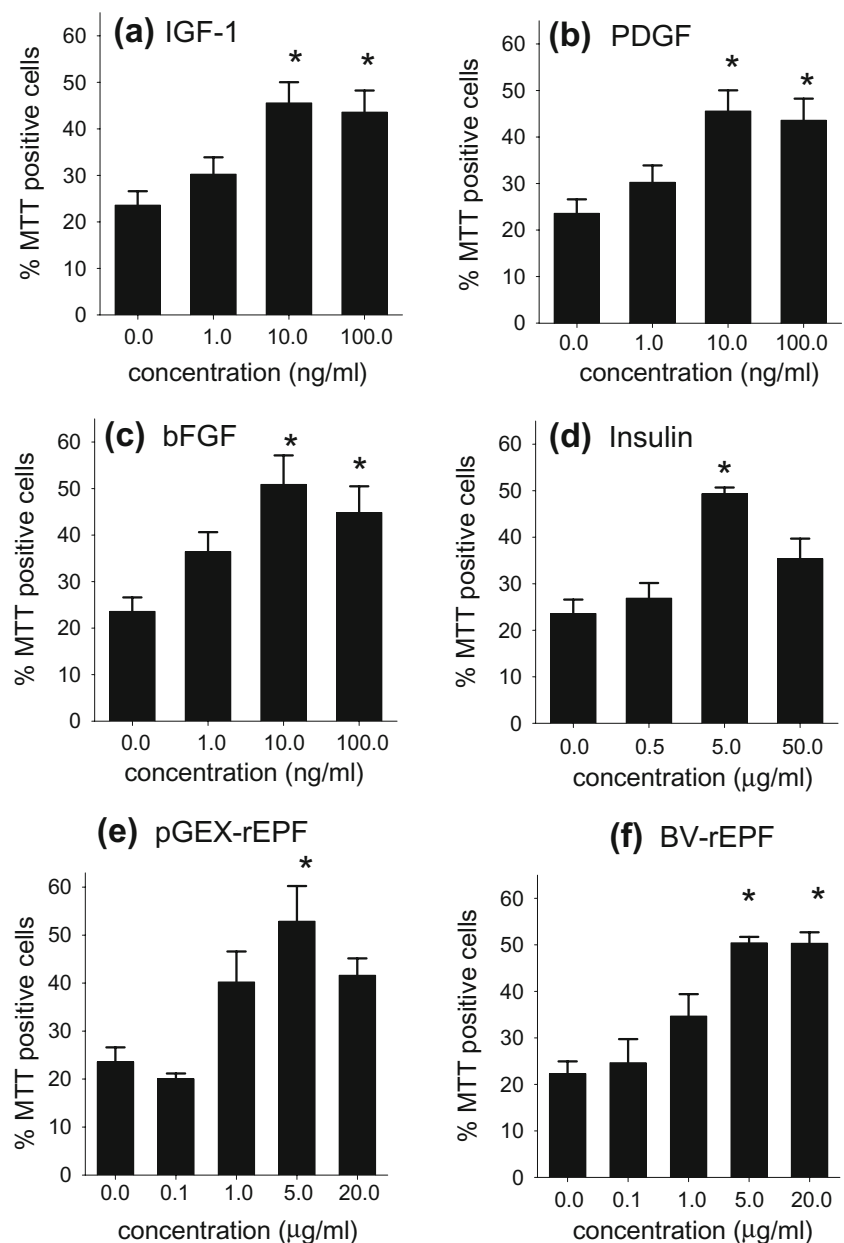 (a) IGF-1
% MTT positive cells
60
50
40
30
20
10
0
* *
0.0 1.0 10.0 100.0
concentration (ng/ml)
(b) PDGF
% MTT positive cells
60
50
40
30
20
10
0
* *
0.0 1.0 10.0 100.0
concentration (ng/ml)
(c) bFGF
% MTT positive cells
60
50
40
30
20
10
0
* *
0.0 1.0 10.0 100.0
concentration (ng/ml)
(d) Insulin
% MTT positive cells
60
50
40
30
20
10
0
*
0.0 0.5 5.0 50.0
concentration (μg/ml)
(e) pGEX-rEPF
% MTT positive cells
60
50
40
30
20
10
0
*
0.0 0.1 1.0 5.0 20.0
concentration (μg/ml)
(f) BV-rEPF
% MTT positive cells
60
50
40
30
20
10
0
* *
0.0 0.1 1.0 5.0 20.0
concentration (μg/ml)